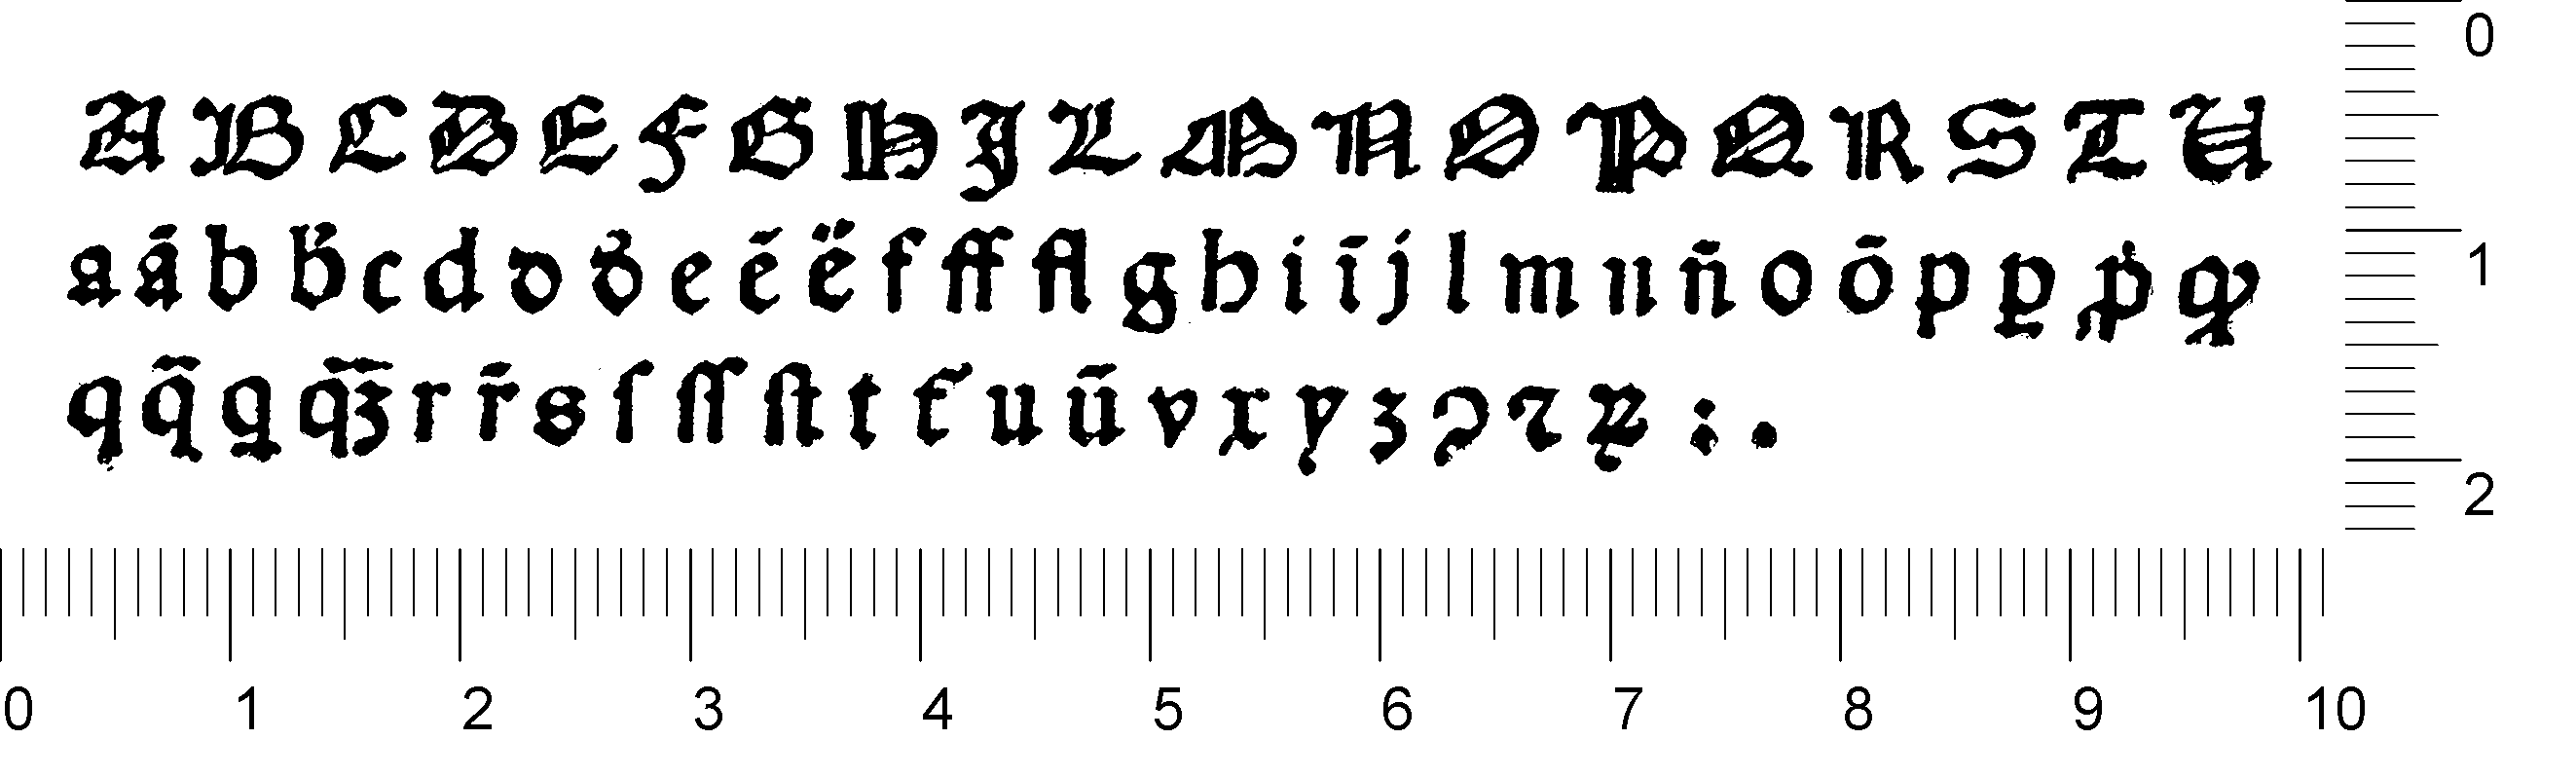 A B C D E F G H J L M N O P Q R S T U
a ā b b̈ c d ꝺ ꝺ̄ e ē ë f ff fl g h i ī j l m n n̄ o ō p ꝑ ṗ ꝙ
q q̄ ꝗ q̄ꝫ r r̄ s ſ ſſ ſt t t̄ u ū v x y ꝫ ꝯ ꝛ : .
0 1 2 3 4 5 6 7 8 9 10
0
1
2